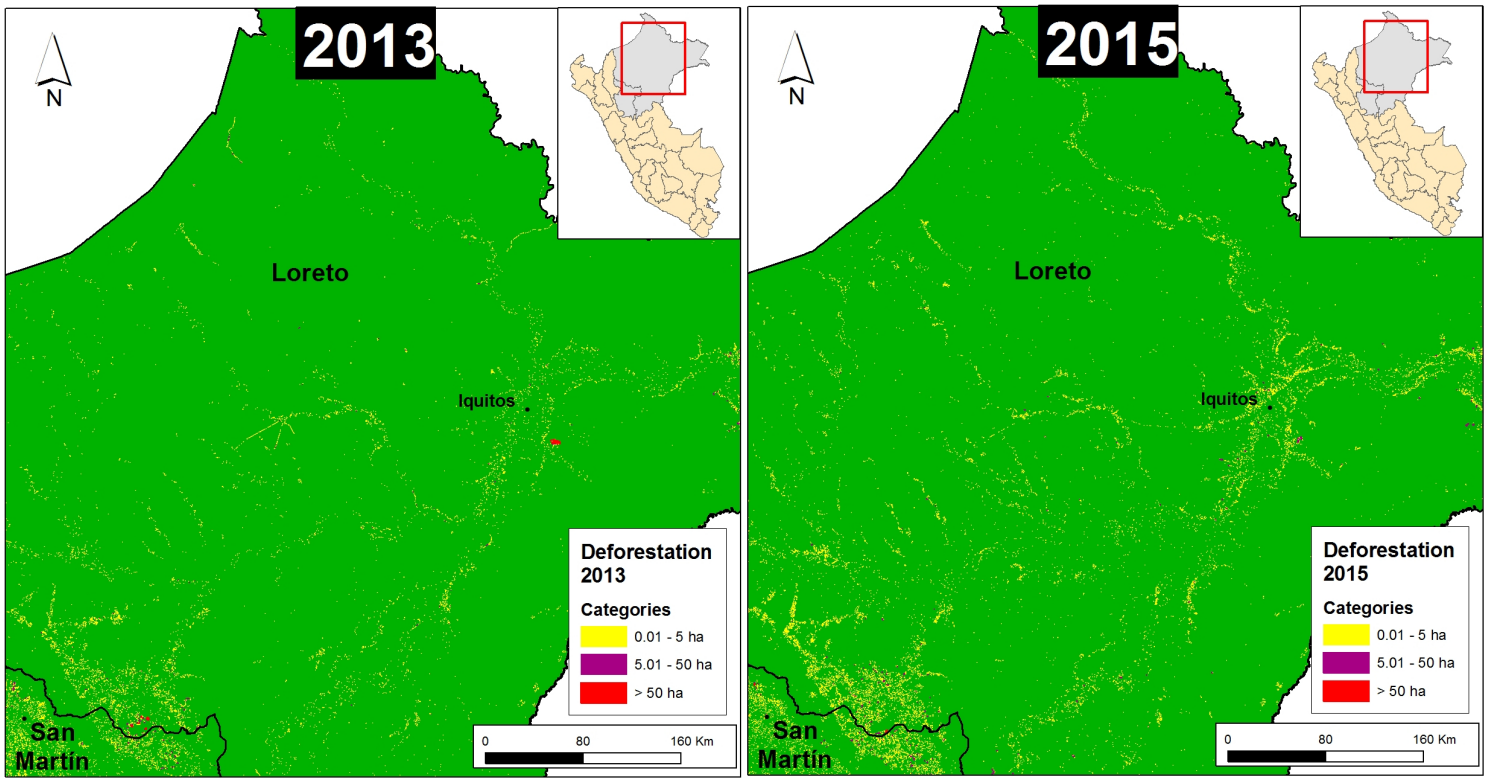 2013
N
Loreto
Iquitos
San
Martín
Deforestation
2013
Categories
0.01 - 5 ha
5.01 - 50 ha
> 50 ha
0 80 160 Km
2015
N
Loreto
Iquitos
San
Martín
Deforestation
2015
Categories
0.01 - 5 ha
5.01 - 50 ha
> 50 ha
0 80 160 Km